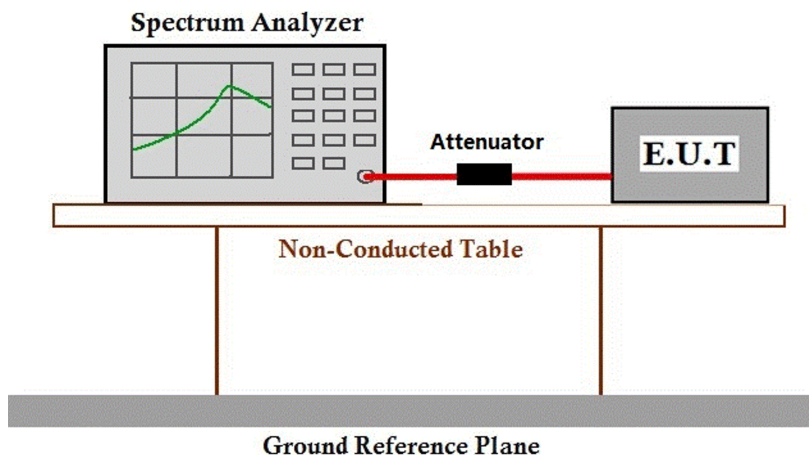 Spectrum Analyzer
Attenuator
E.U.T
Non-Conducted Table
Ground Reference Plane